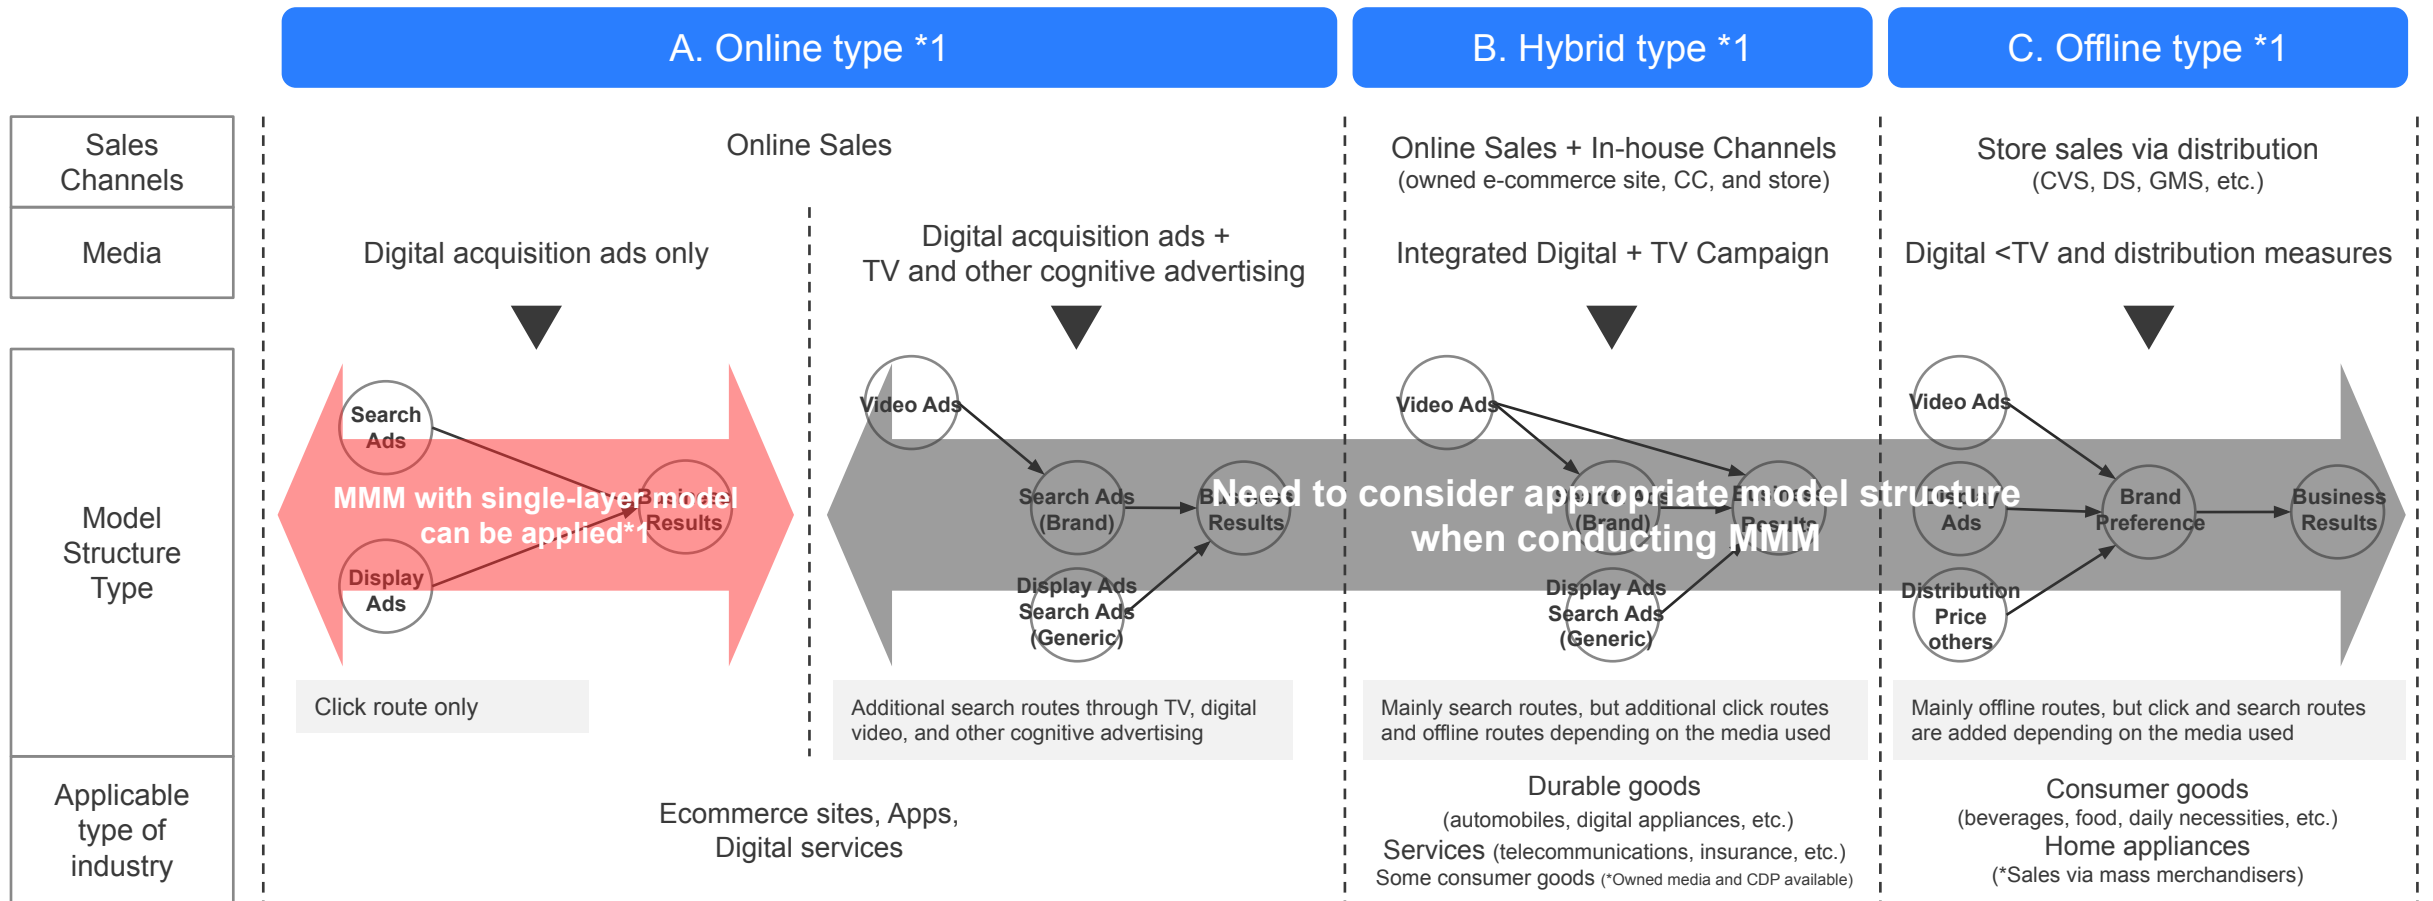 A. Online type *1
B. Hybrid type *1
C. Offline type *1
Sales
Channels
Online Sales
Online Sales + In-house Channels
(owned e-commerce site, CC, and store)
Store sales via distribution
(CVS, DS, GMS, etc.)
Media
Digital acquisition ads only
Digital acquisition ads +
TV and other cognitive advertising
Integrated Digital + TV Campaign
Digital <TV and distribution measures
Model
Structure
Type
Search
Ads
Display
Ads
Business
Results
MMM with single-layer model
can be applied*1
Click route only
Video Ads
Search Ads
(Brand)
Display Ads
Search Ads
(Generic)
Business
Results
Additional search routes through TV, digital
video, and other cognitive advertising
Need to consider appropriate model structure
when conducting MMM
Video Ads
Search Ads
(Brand)
Display Ads
Search Ads
(Generic)
Business
Results
Mainly search routes, but additional click routes
and offline routes depending on the media used
Video Ads
Display
Ads
Distribution
Price
others
Brand
Preference
Business
Results
Mainly offline routes, but click and search routes
are added depending on the media used
Applicable
type of
industry
Ecommerce sites, Apps,
Digital services
Durable goods
(automobiles, digital appliances, etc.)
Services (telecommunications, insurance, etc.)
Some consumer goods (*Owned media and CDP available)
Consumer goods
(beverages, food, daily necessities, etc.)
Home appliances
(*Sales via mass merchandisers)